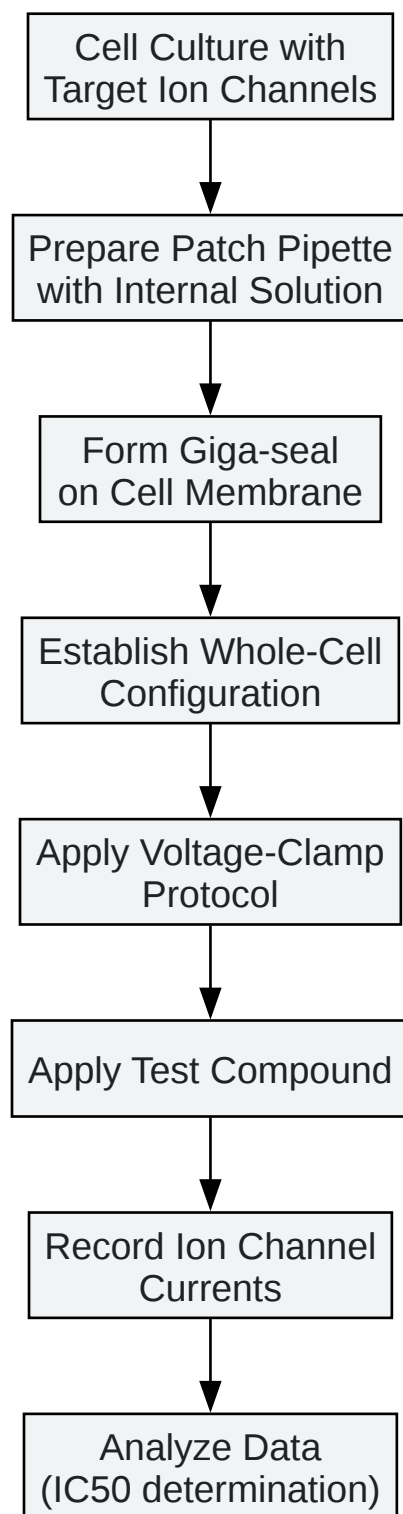 Cell Culture with
Target Ion Channels
Prepare Patch Pipette
with Internal Solution
Form Giga-seal
on Cell Membrane
Establish Whole-Cell
Configuration
Apply Voltage-Clamp
Protocol
Apply Test Compound
Record Ion Channel
Currents
Analyze Data
(IC50 determination)